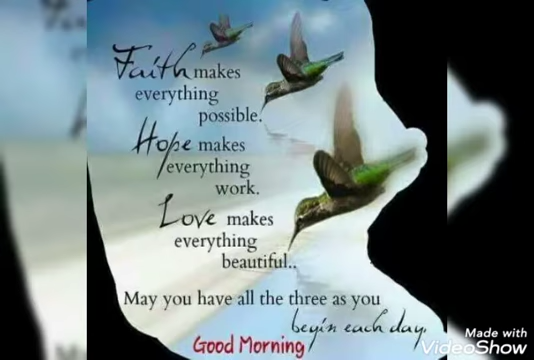 Faith makes
everything
possible.
Hope makes
everything
work.
Love makes
everything
beautiful..
May you have all the three as you
begin each day.
Good Morning
Made with
VideoShow